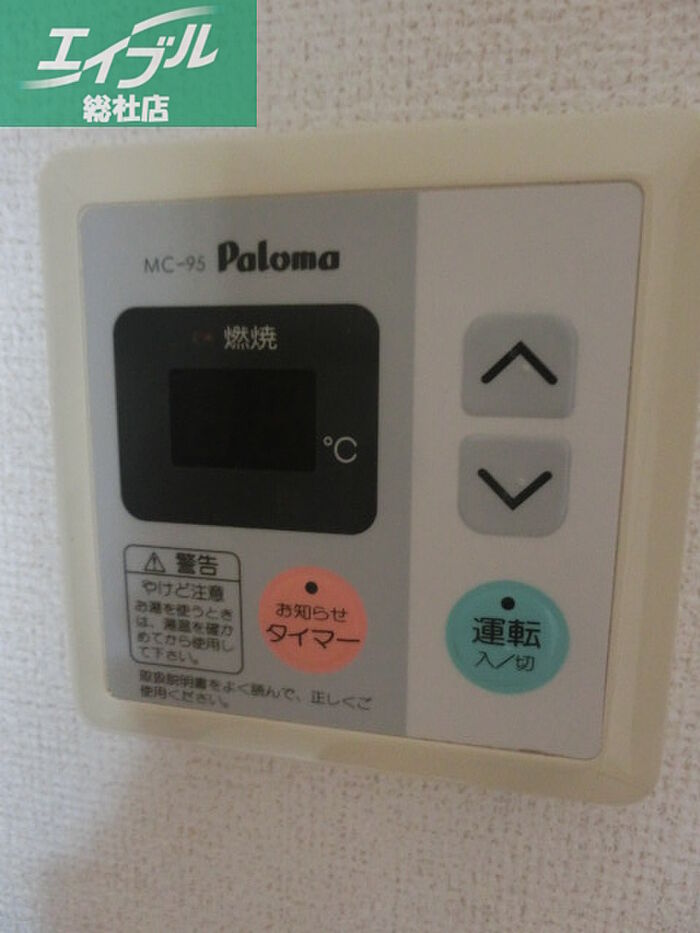 エイブル
総社店
MC-95 Paloma
燃焼
℃
警告
やけど注意
お湯を使うとき
は、湯温を確か
めてから使用し
て下さい。
お知らせ
タイマー
運転
入／切
取扱説明書をよく読んで、正しくご
使用ください。